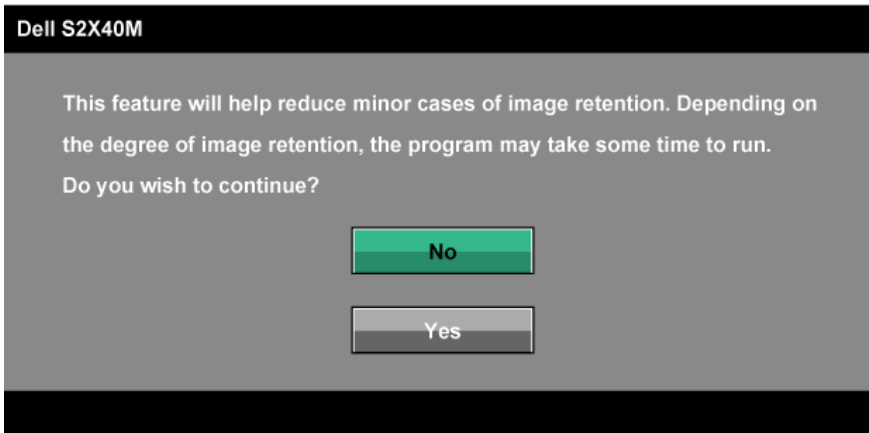 Dell S2X40M
This feature will help reduce minor cases of image retention. Depending on
the degree of image retention, the program may take some time to run.
Do you wish to continue?
No
Yes